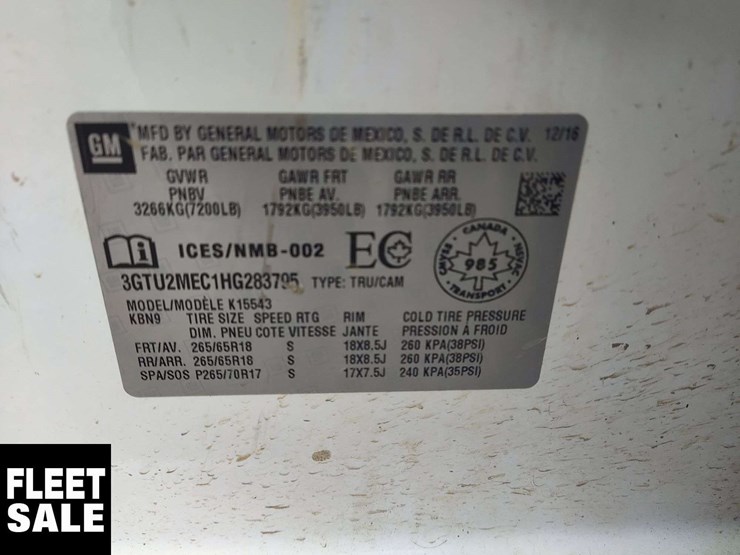 GM
MFD BY GENERAL MOTORS DE MEXICO, S. DE R.L. DE C.V. 12/16
FAB. PAR GENERAL MOTORS DE MEXICO, S. DE R.L. DE C.V.
GVWR GAWR FRT GAWR RR
PNBV PNBE AV. PNBE ARR.
3266KG(7200LB) 1792KG(3950LB) 1792KG(3950LB)
ICES/NMB-002 EC
CANADA
985
TRANSPORT
3GTU2MEC1HG283795 TYPE: TRU/CAM
MODEL/MODÈLE K15543
KBN9 TIRE SIZE SPEED RTG RIM COLD TIRE PRESSURE
DIM. PNEU COTE VITESSE JANTE PRESSION À FROID
FRT/AV. 265/65R18 S 18X8.5J 260 KPA(38PSI)
RR/ARR. 265/65R18 S 18X8.5J 260 KPA(38PSI)
SPA/SOS P265/70R17 S 17X7.5J 240 KPA(35PSI)
FLEET
SALE